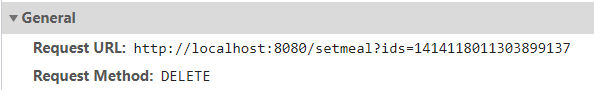 General
Request URL: http://localhost:8080/setmeal?ids=1414118011303899137
Request Method: DELETE